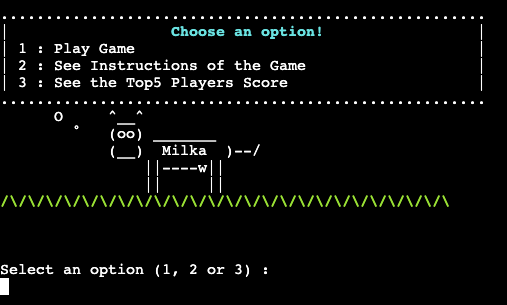 Choose an option!
1 : Play Game
2 : See Instructions of the Game
3 : See the Top5 Players Score
Milka
Select an option (1, 2 or 3) :